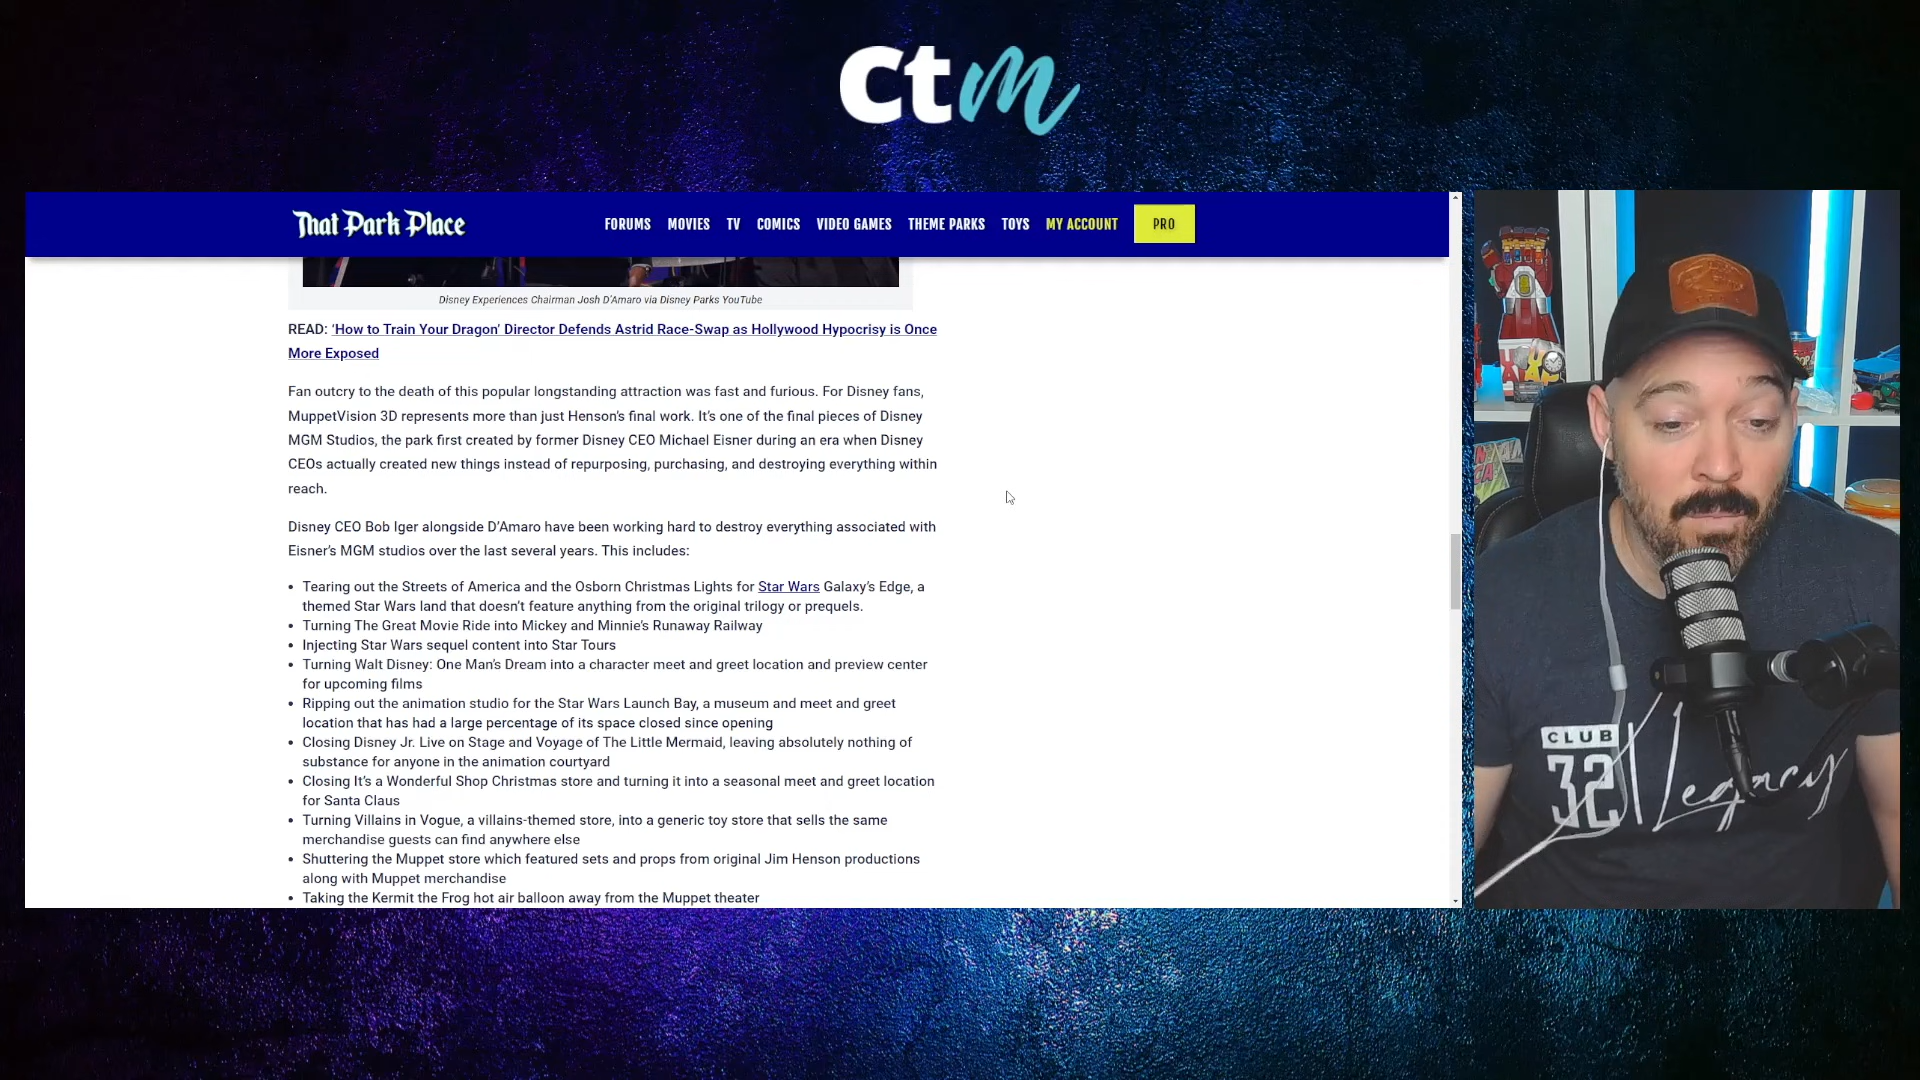 ctm
That Park Place
FORUMS MOVIES TV COMICS VIDEO GAMES THEME PARKS TOYS MY ACCOUNT PRO
Disney Experiences Chairman Josh D'Amaro via Disney Parks YouTube
READ: ‘How to Train Your Dragon’ Director Defends Astrid Race-Swap as Hollywood Hypocrisy is Once
More Exposed
Fan outcry to the death of this popular longstanding attraction was fast and furious. For Disney fans,
MuppetVision 3D represents more than just Henson’s final work. It’s one of the final pieces of Disney
MGM Studios, the park first created by former Disney CEO Michael Eisner during an era when Disney
CEOs actually created new things instead of repurposing, purchasing, and destroying everything within
reach.
Disney CEO Bob Iger alongside D’Amaro have been working hard to destroy everything associated with
Eisner’s MGM studios over the last several years. This includes:
• Tearing out the Streets of America and the Osborn Christmas Lights for Star Wars Galaxy’s Edge, a
themed Star Wars land that doesn’t feature anything from the original trilogy or prequels.
• Turning The Great Movie Ride into Mickey and Minnie’s Runaway Railway
• Injecting Star Wars sequel content into Star Tours
• Turning Walt Disney: One Man’s Dream into a character meet and greet location and preview center
for upcoming films
• Ripping out the animation studio for the Star Wars Launch Bay, a museum and meet and greet
location that has had a large percentage of its space closed since opening
• Closing Disney Jr. Live on Stage and Voyage of The Little Mermaid, leaving absolutely nothing of
substance for anyone in the animation courtyard
• Closing It’s a Wonderful Shop Christmas store and turning it into a seasonal meet and greet location
for Santa Claus
• Turning Villains in Vogue, a villains-themed store, into a generic toy store that sells the same
merchandise guests can find anywhere else
• Shuttering the Muppet store which featured sets and props from original Jim Henson productions
along with Muppet merchandise
• Taking the Kermit the Frog hot air balloon away from the Muppet theater
CLUB
32 Legacy